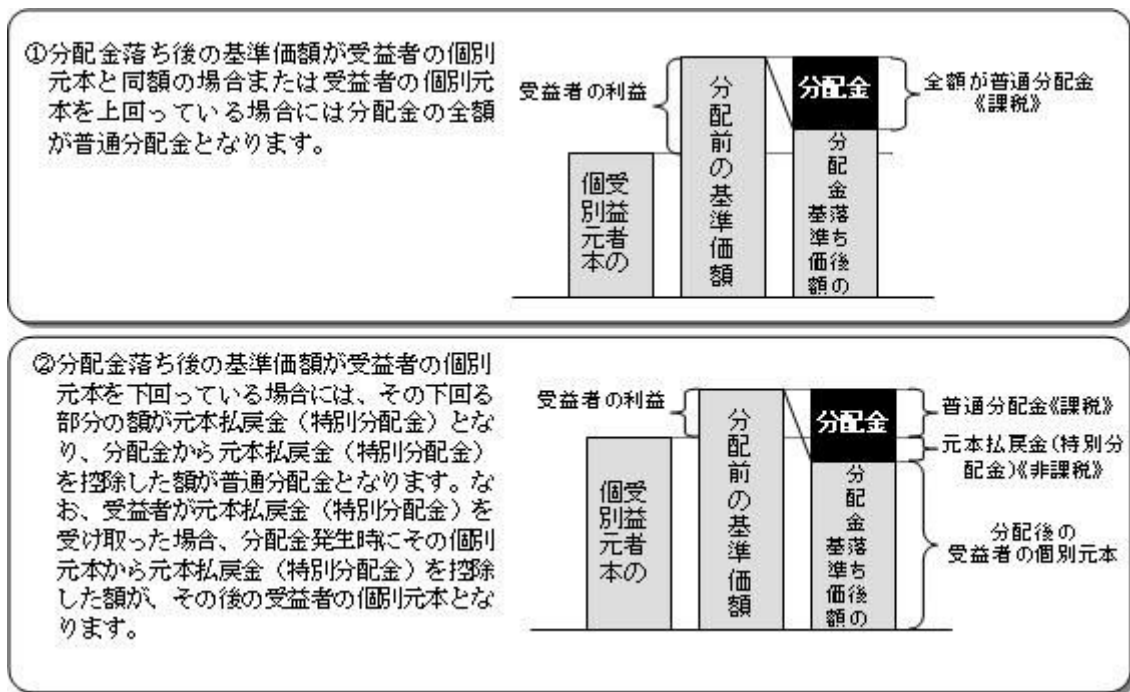 ①分配金落ち後の基準価額が受益者の個別
元本と同額の場合または受益者の個別元
本を上回っている場合には分配金の全額
が普通分配金となります。
受益者の利益
受益者の
個別元本
分配前の基準価額
分配金
分配金落ち後の
基準価額
全額が普通分配金
《課税》
②分配金落ち後の基準価額が受益者の個別
元本を下回っている場合には、その下回る
部分の額が元本払戻金（特別分配金）とな
り、分配金から元本払戻金（特別分配金）
を控除した額が普通分配金となります。な
お、受益者が元本払戻金（特別分配金）を
受け取った場合、分配金発生時にその個別
元本から元本払戻金（特別分配金）を控除
した額が、その後の受益者の個別元本とな
ります。
受益者の利益
受益者の
個別元本
分配前の基準価額
分配金
分配金落ち後の
基準価額
普通分配金《課税》
元本払戻金(特別分
配金)《非課税》
分配後の
受益者の個別元本